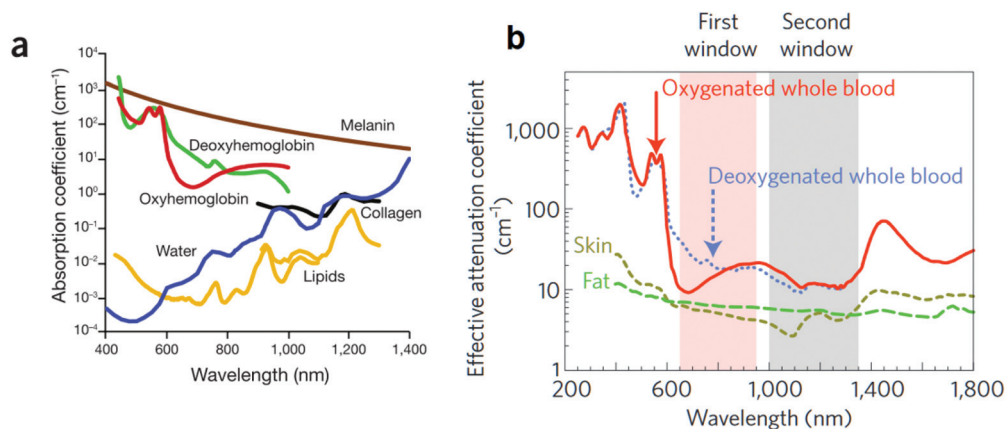 a
Absorption coefficient (cm⁻¹)
10⁴
10³
10²
10¹
10⁰
10⁻¹
10⁻²
10⁻³
10⁻⁴
Melanin
Deoxyhemoglobin
Oxyhemoglobin
Collagen
Water
Lipids
400
600
800
1,000
1,200
1,400
Wavelength (nm)
b
First
window
Second
window
Effective attenuation coefficient
(cm⁻¹)
1,000
100
10
1
Oxygenated whole blood
Deoxygenated whole blood
Skin
Fat
250
600
1,000
1,400
1,800
Wavelength (nm)